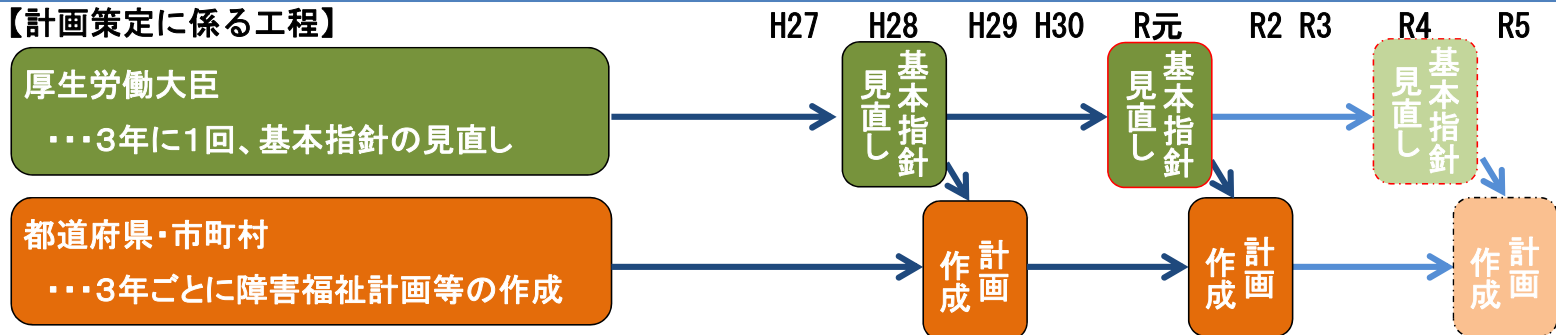 【計画策定に係る工程】
H27 H28 H29 H30 R元 R2 R3 R4 R5
厚生労働大臣
・・・３年に１回、基本指針の見直し
基本指針
見直し
基本指針
見直し
基本指針
見直し
都道府県・市町村
・・・３年ごとに障害福祉計画等の作成
計画
作成
計画
作成
計画
作成